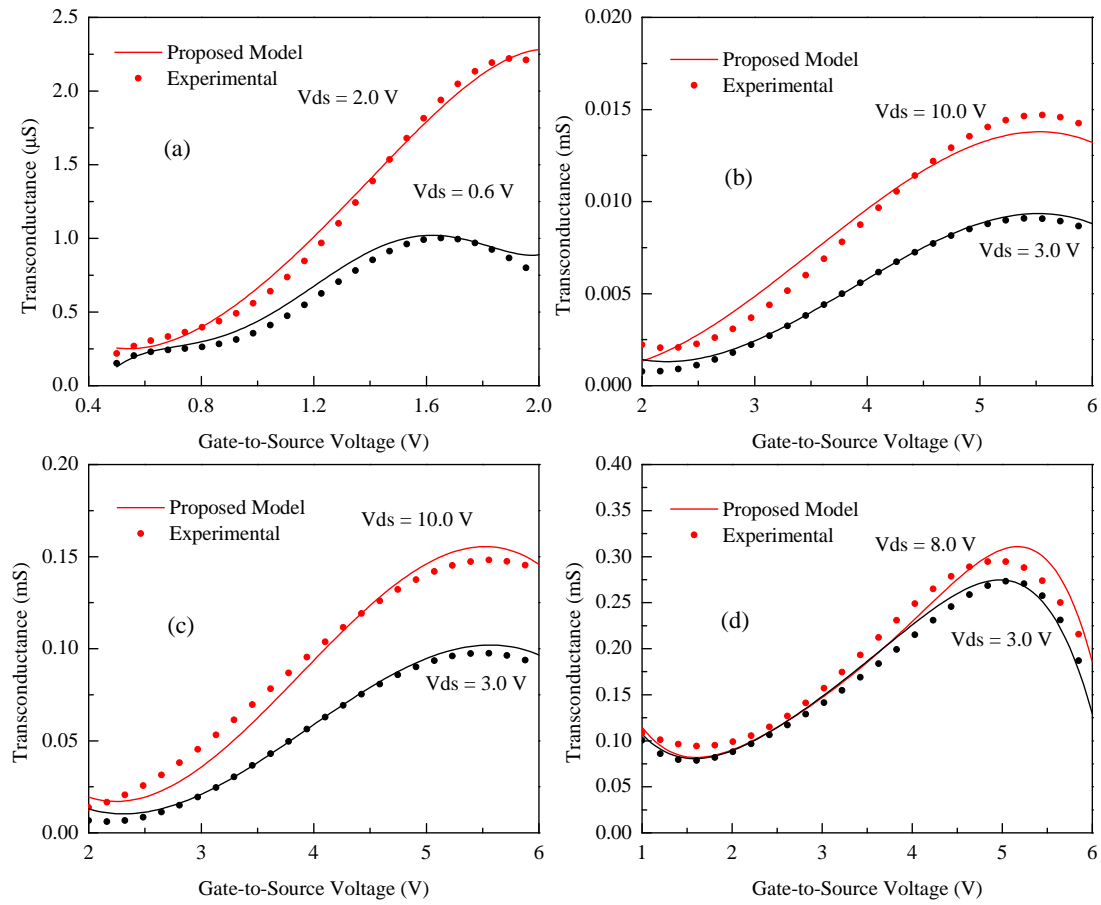 2.5
2.0
1.5
1.0
0.5
0.0
Transconductance (μS)
Proposed Model
Experimental
Vds = 2.0 V
(a)
Vds = 0.6 V
0.4 0.8 1.2 1.6 2.0
Gate-to-Source Voltage (V)
0.020
0.015
0.010
0.005
0.000
Transconductance (mS)
Proposed Model
Experimental
10.0 V
Vds = 10.0 V
(b)
Vds = 3.0 V
2 3 4 5 6
Gate-to-Source Voltage (V)
0.20
0.15
0.10
0.05
0.00
Transconductance (mS)
Proposed Model
Experimental
Vds = 10.0 V
(c)
Vds = 3.0 V
2 3 4 5 6
Gate-to-Source Voltage (V)
0.40
0.35
0.30
0.25
0.20
0.15
0.10
0.05
0.00
Transconductance (mS)
Proposed Model
Experimental
Vds = 8.0 V
(d)
Vds = 3.0 V
1 2 3 4 5 6
Gate-to-Source Voltage (V)